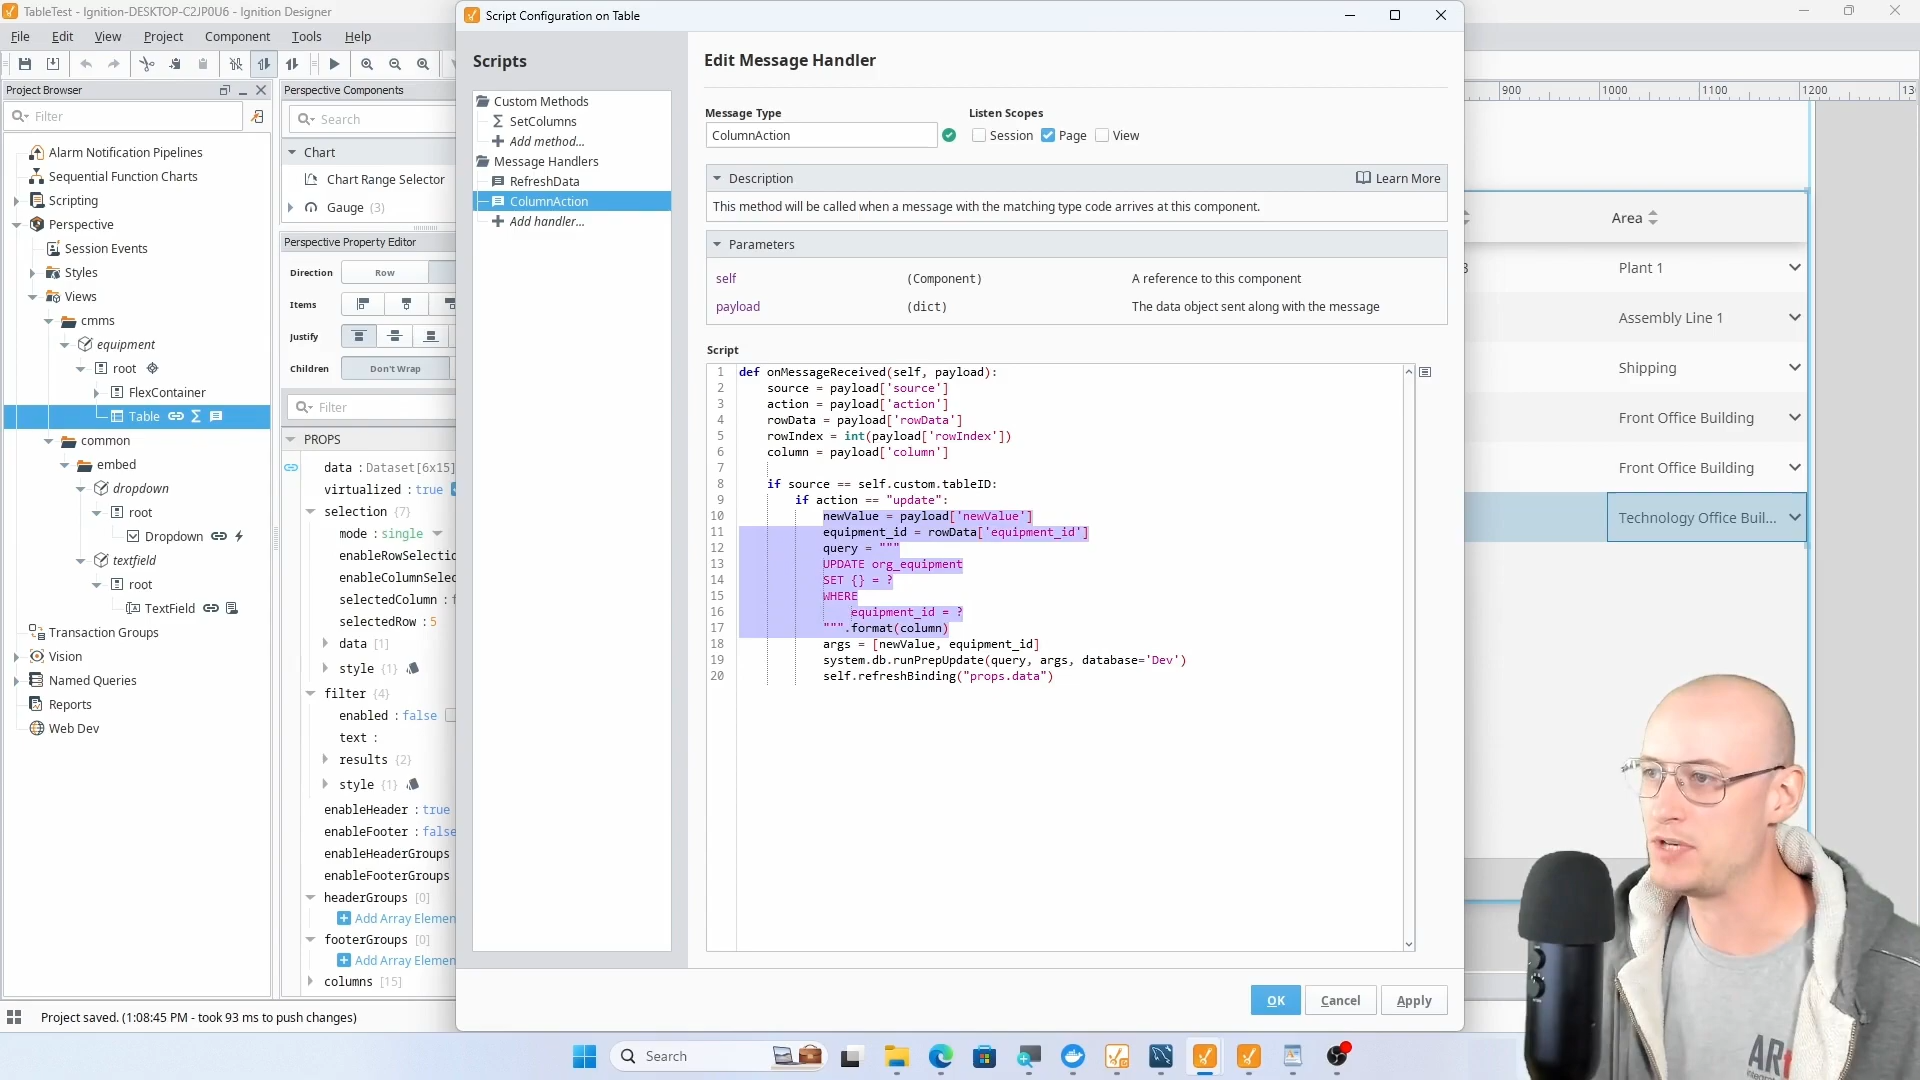 TableTest - Ignition-DESKTOP-C2JP0U6 - Ignition Designer
File Edit View Project Component Tools Help
Project Browser
Filter
Alarm Notification Pipelines
Sequential Function Charts
Scripting
Perspective
Session Events
Styles
Views
cmms
equipment
root
FlexContainer
Table
common
embed
dropdown
root
Dropdown
textfield
root
TextField
Transaction Groups
Vision
Named Queries
Reports
Web Dev
Project saved. (1:08:45 PM - took 93 ms to push changes)
Perspective Components
Search
Chart
Chart Range Selector
Gauge (3)
Perspective Property Editor
Direction Row
Items
Justify
Children Don't Wrap
Filter
PROPS
data : Dataset[6x15]
virtualized : true
selection {7}
mode : single
enableRowSelectio
enableColumnSelec
selectedColumn :
selectedRow : 5
data [1]
style {1}
filter {4}
enabled : false
text :
results {2}
style {1}
enableHeader : true
enableFooter : false
enableHeaderGroups
enableFooterGroups
headerGroups [0]
Add Array Elemen
footerGroups [0]
Add Array Elemen
columns [15]
Script Configuration on Table
Scripts
Custom Methods
SetColumns
Add method...
Message Handlers
RefreshData
ColumnAction
Add handler...
Edit Message Handler
Message Type Listen Scopes
ColumnAction Session Page View
Description Learn More
This method will be called when a message with the matching type code arrives at this component.
Parameters
self (Component) A reference to this component
payload (dict) The data object sent along with the message
Script
1 def onMessageReceived(self, payload):
2 source = payload['source']
3 action = payload['action']
4 rowData = payload['rowData']
5 rowIndex = int(payload['rowIndex'])
6 column = payload['column']
7
8 if source == self.custom.tableID:
9 if action == "update":
10 newValue = payload['newValue']
11 equipment_id = rowData['equipment_id']
12 query = """
13 UPDATE org_equipment
14 SET {} = ?
15 WHERE
16 equipment_id = ?
17 """.format(column)
18 args = [newValue, equipment_id]
19 system.db.runPrepUpdate(query, args, database='Dev')
20 self.refreshBinding("props.data")
OK Cancel Apply
900 1000 1100 1200
Area
Plant 1
Assembly Line 1
Shipping
Front Office Building
Front Office Building
Technology Office Buil...
Search